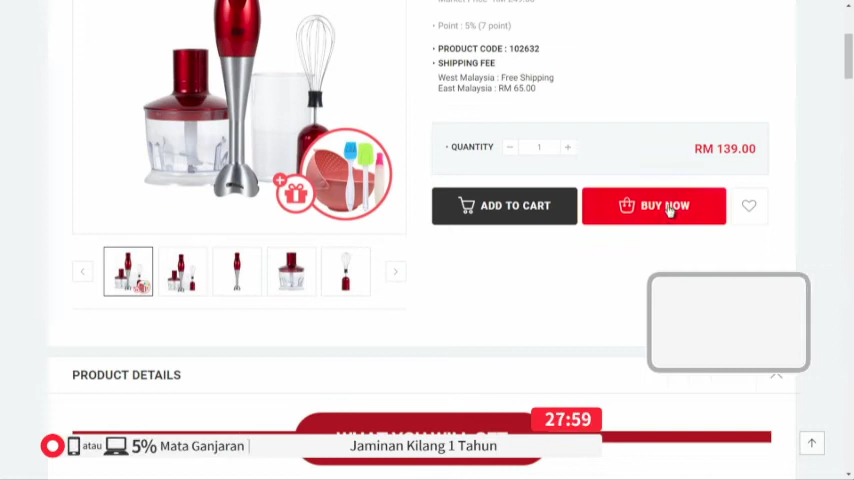 Point : 5% (7 point)
PRODUCT CODE : 102632
SHIPPING FEE
West Malaysia : Free Shipping
East Malaysia : RM 65.00
QUANTITY − 1 + RM 139.00
ADD TO CART
BUY NOW
PRODUCT DETAILS
27:59
atau 5% Mata Ganjaran
Jaminan Kilang 1 Tahun